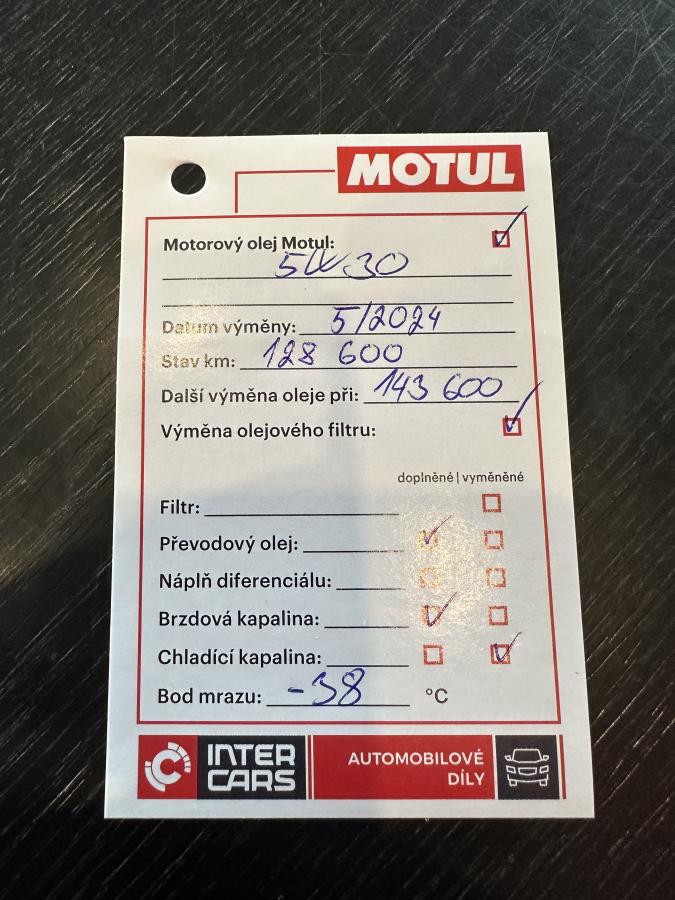 MOTUL
Motorový olej Motul:
5W30
Datum výměny: 5/2024
Stav km: 128 600
Další výměna oleje při: 143 600
Výměna olejového filtru:
doplněné | vyměněné
Filtr:
Převodový olej:
Náplň diferenciálu:
Brzdová kapalina:
Chladící kapalina:
Bod mrazu: -38 °C
INTER CARS
AUTOMOBILOVÉ
DÍLY